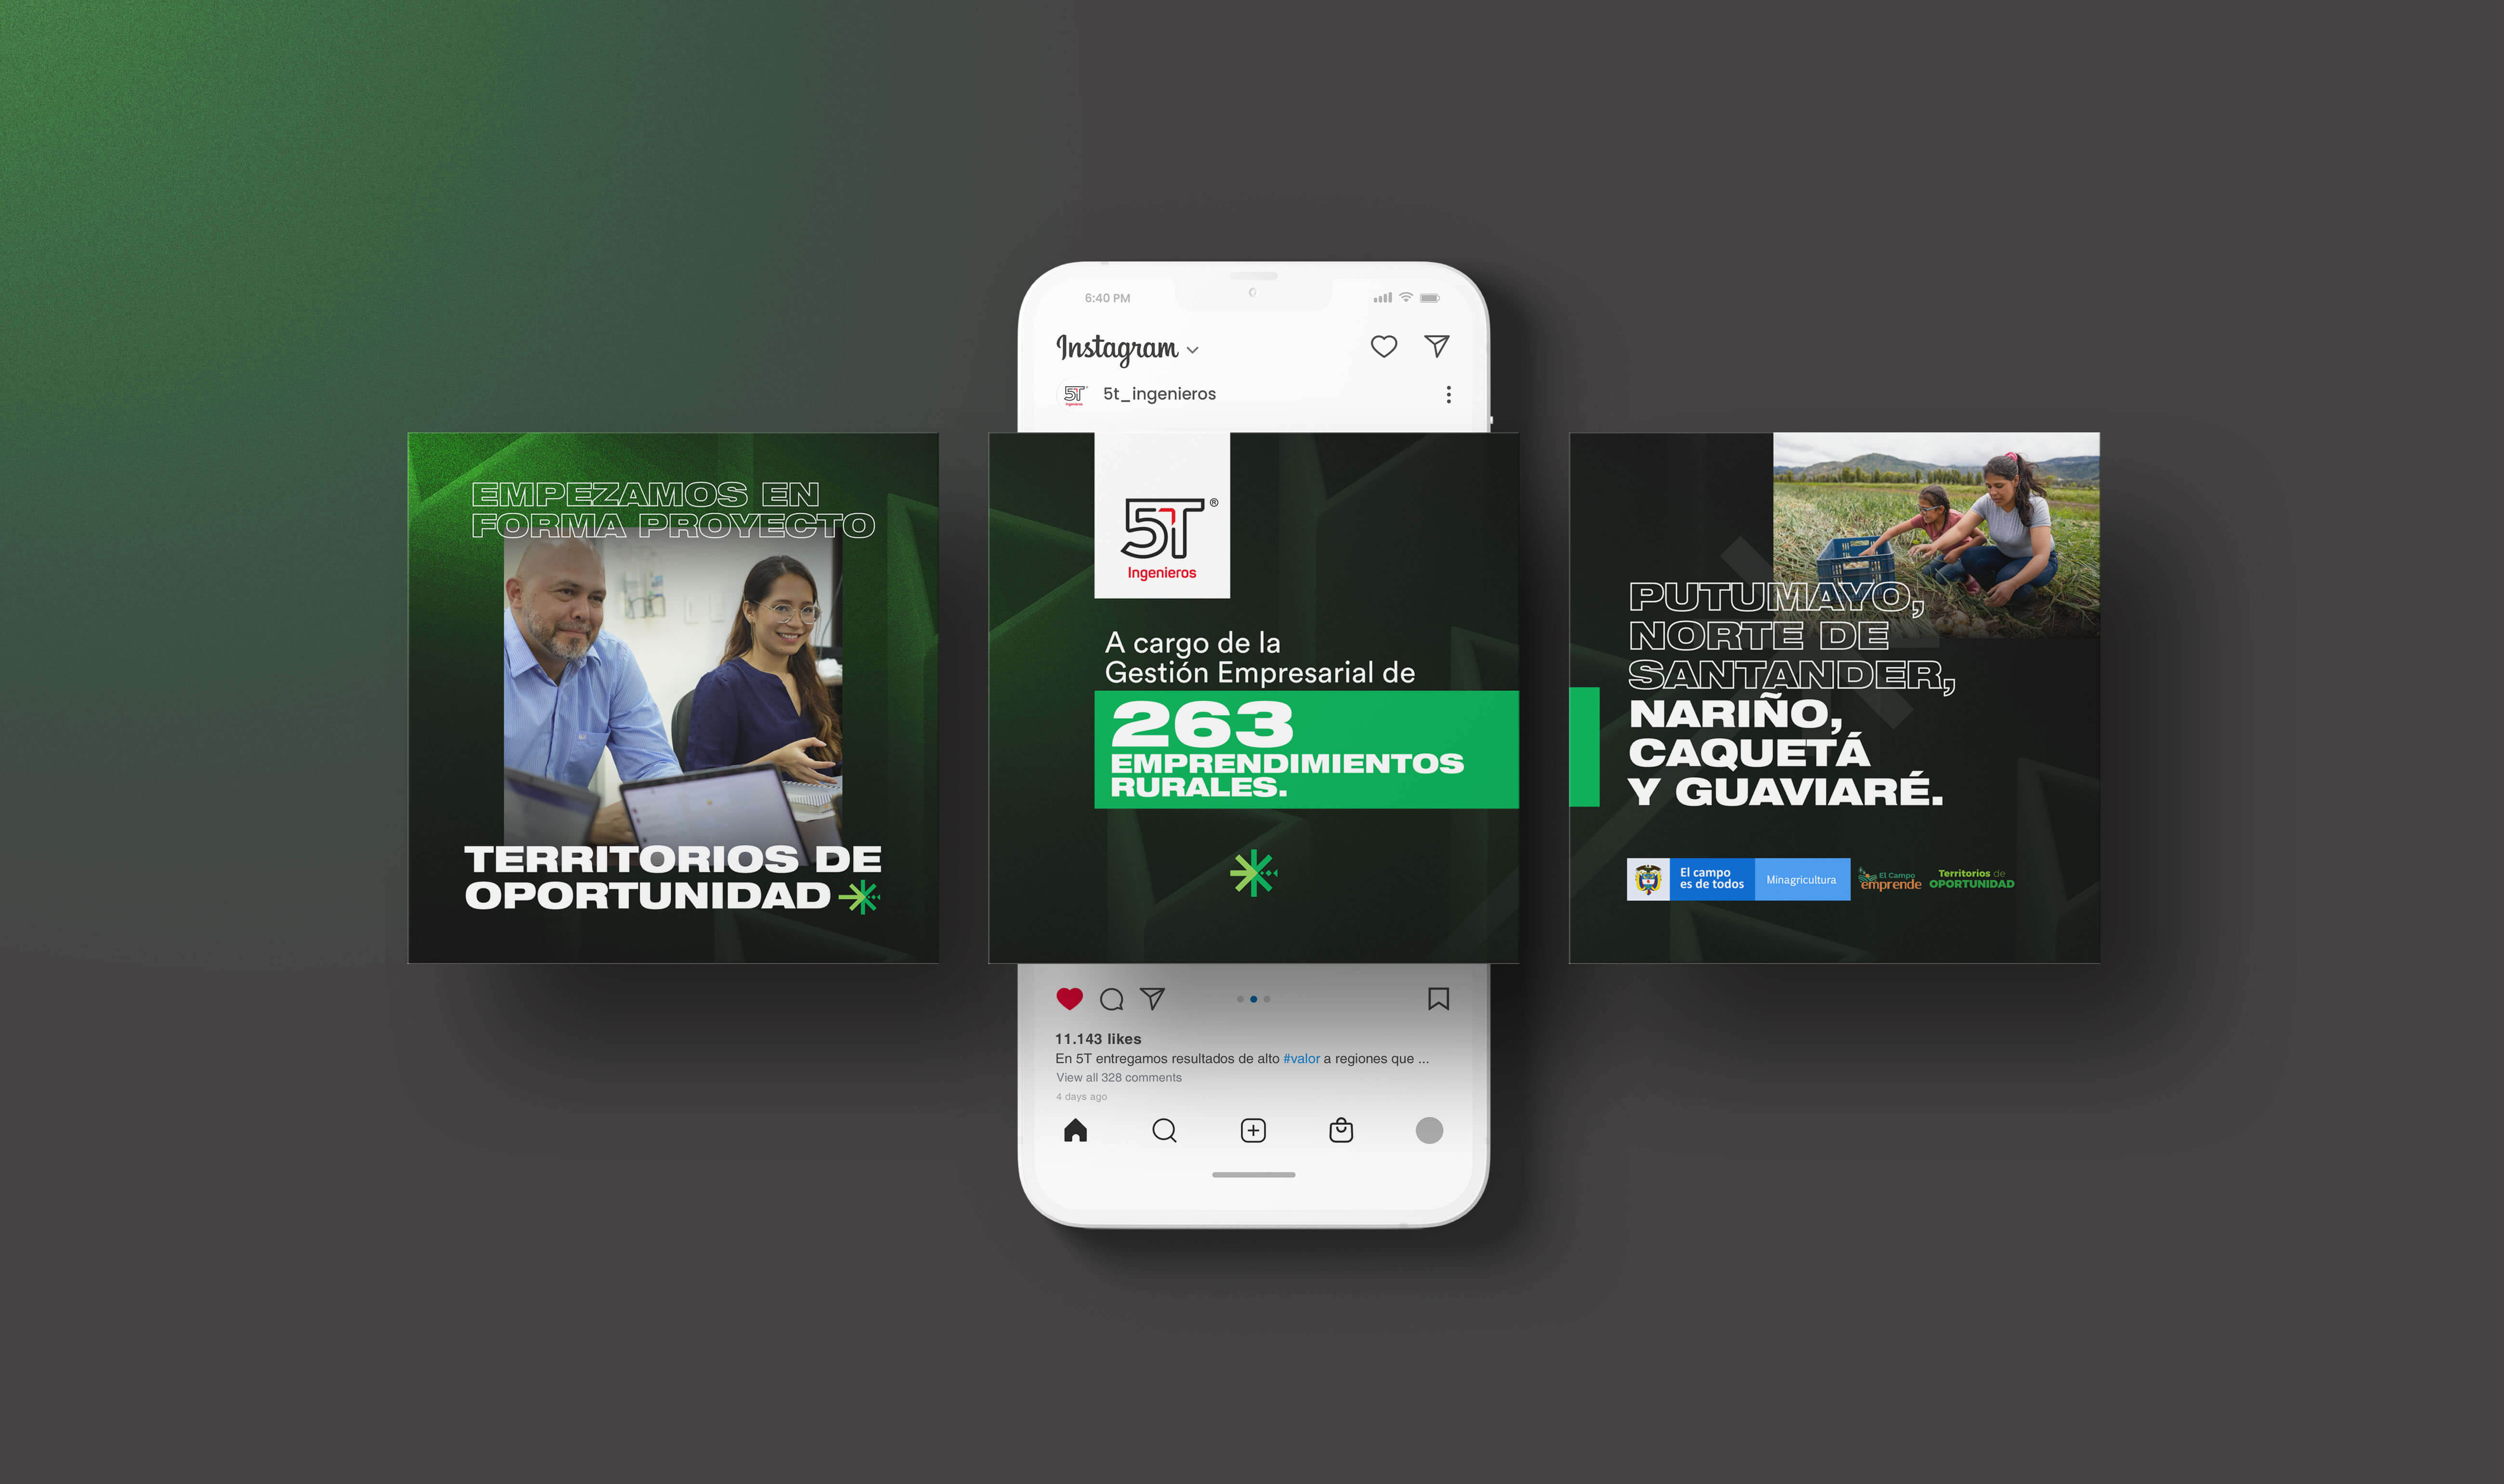 6:40 PM
Instagram
5T
Ingenieros
5t_ingenieros
EMPEZAMOS EN
FORMA PROYECTO
TERRITORIOS DE
OPORTUNIDAD
5T®
Ingenieros
A cargo de la
Gestión Empresarial de
263
EMPRENDIMIENTOS
RURALES.
PUTUMAYO,
NORTE DE
SANTANDER,
NARIÑO,
CAQUETÁ
Y GUAVIARÉ.
El campo
es de todos
Minagricultura
El Campo
emprende
Territorios de
OPORTUNIDAD
11.143 likes
En 5T entregamos resultados de alto #valor a regiones que ...
View all 328 comments
4 days ago